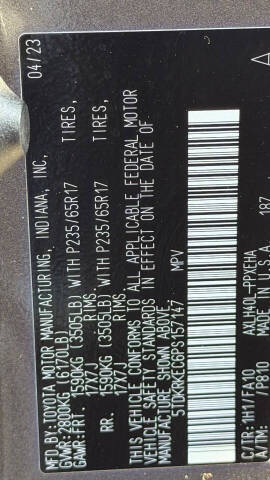 MFD.BY:TOYOTA MOTOR MANUFACTURING, INDIANA, INC. 04/23
GVWR:2800KG (6170LB)
GAWR:FRT. 1590KG (3505LB) WITH P235/65R17 TIRES,
17X7J RIMS
RR. 1590KG (3505LB) WITH P235/65R17 TIRES,
17X7J RIMS
THIS VEHICLE CONFORMS TO ALL APPLICABLE FEDERAL MOTOR
VEHICLE SAFETY STANDARDS IN EFFECT ON THE DATE OF
MANUFACTURE SHOWN ABOVE.
MPV
C/TR:1H1/FA10 AXLH40L-PPXEHA
/P810 MADE IN U.S.A. 187